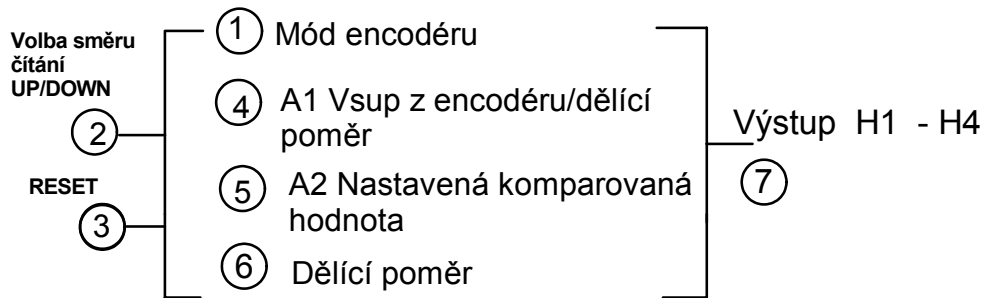 Volba směru
čítání
UP/DOWN
2
RESET
3
1 Mód encodéru
4 A1 Vsup z encodéru/dělící
poměr
5 A2 Nastavená komparovaná
hodnota
6 Dělící poměr
Výstup H1 - H4
7